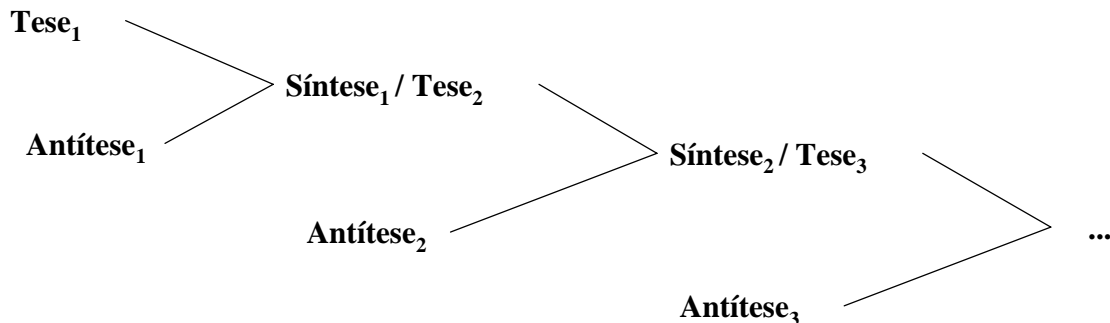 Tese₁
Síntese₁ / Tese₂
Antítese₁
Síntese₂ / Tese₃
Antítese₂
...
Antítese₃